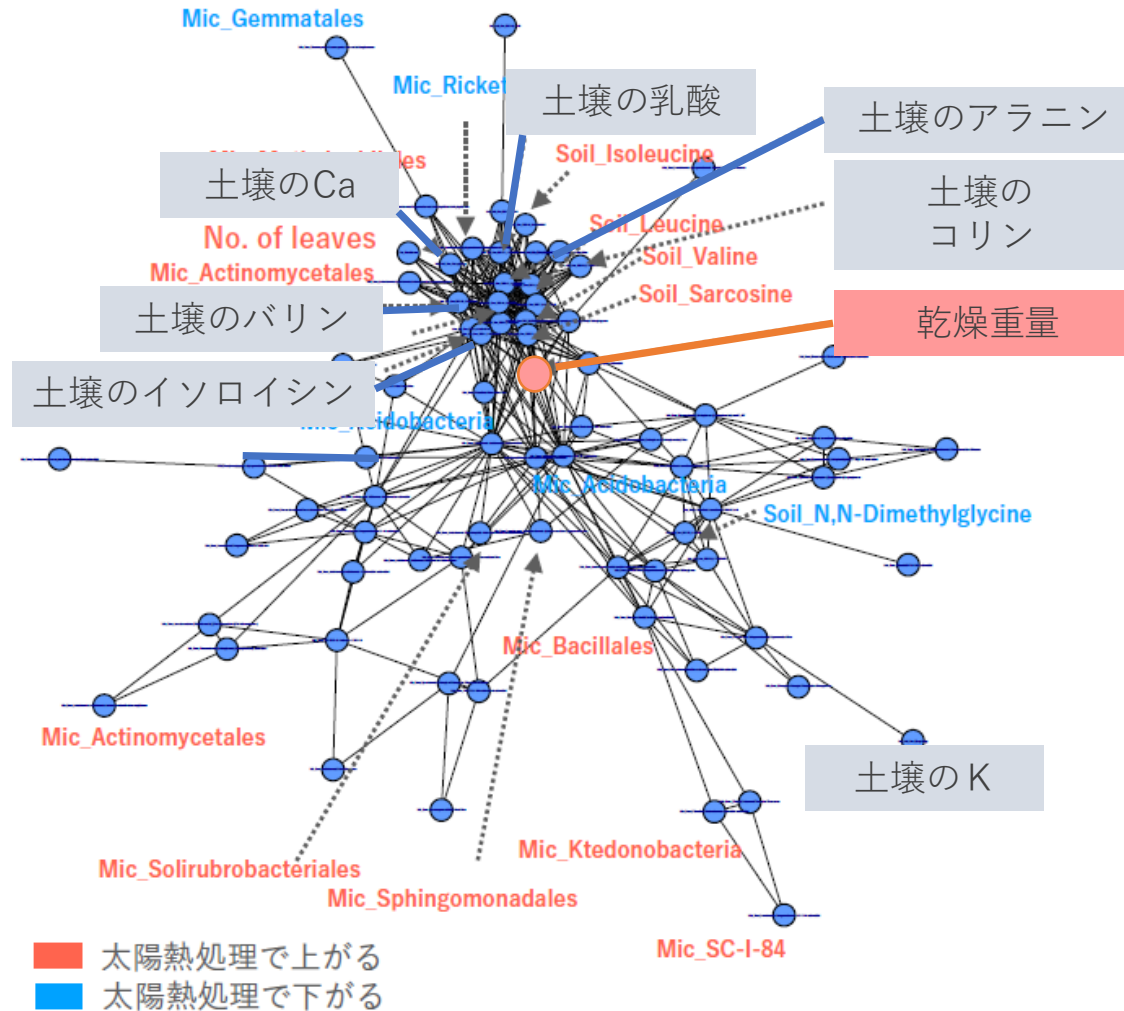 Mic_Gemmatales
Mic_Ricket
土壌の乳酸
土壌のアラニン
Soil_Isoleucine
土壌のCa
土壌の
コリン
Soil_Leucine
No. of leaves
Soil_Valine
Mic_Actinomycetales
Soil_Sarcosine
土壌のバリン
乾燥重量
土壌のイソロイシン
Mic_Acidobacteria
Mic_Acidobacteria
Soil_N,N-Dimethylglycine
Mic_Bacillales
Mic_Actinomycetales
土壌のK
Mic_Ktedonobacteria
Mic_Solirubrobacteriales
Mic_Sphingomonadales
Mic_SC-I-84
太陽熱処理で上がる
太陽熱処理で下がる